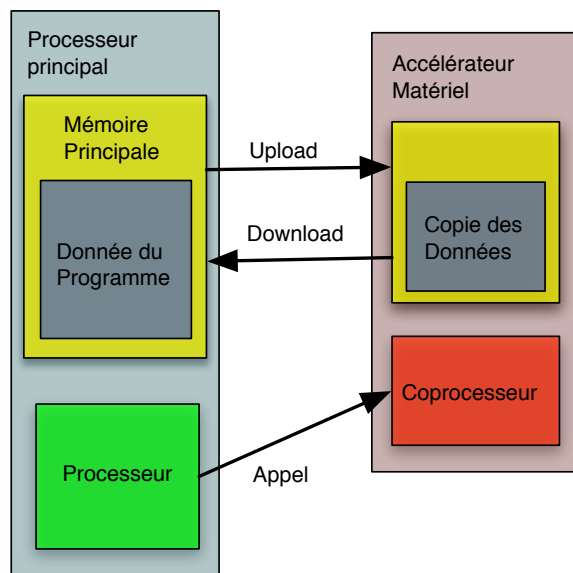 Processeur
principal
Mémoire
Principale
Donnée du
Programme
Processeur
Upload
Download
Appel
Accélérateur
Matériel
Copie des
Données
Coprocesseur